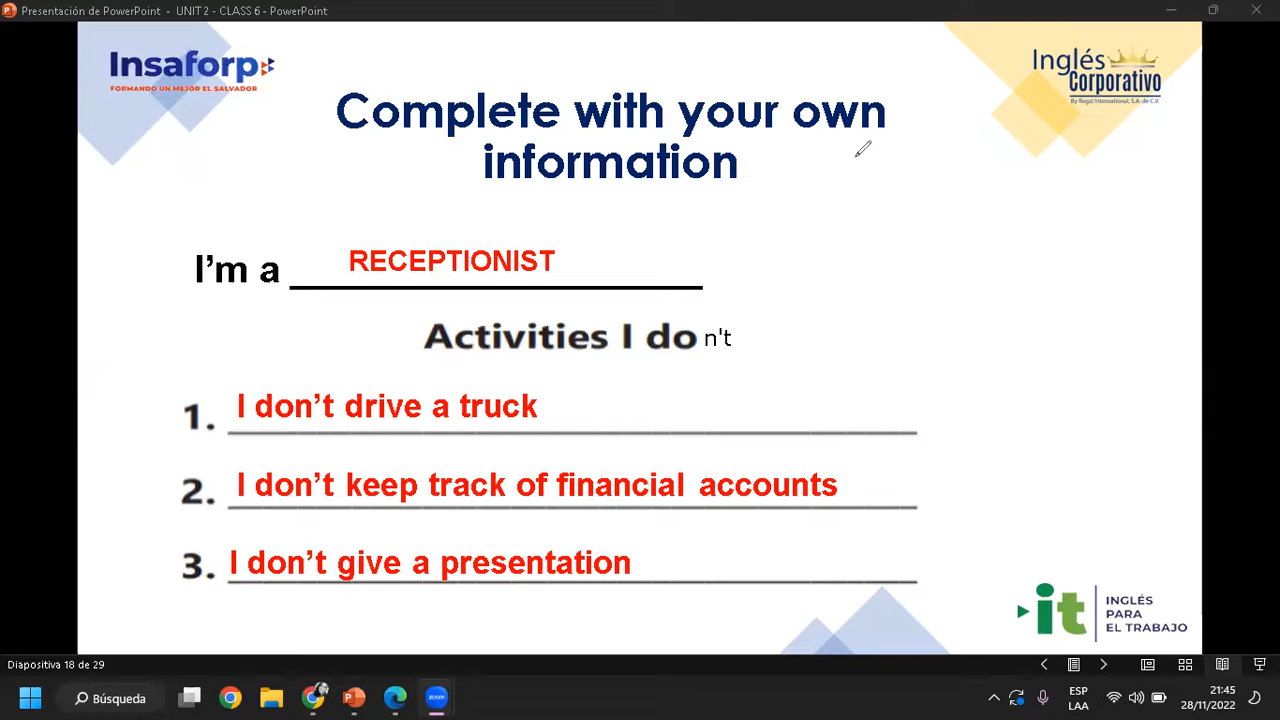 Presentación de PowerPoint - UNIT 2 - CLASS 6 - PowerPoint
Insaforp
FORMANDO UN MEJOR EL SALVADOR
Inglés
Corporativo
By Regal International, S.A. de C.V.
Complete with your own
information
I'm a RECEPTIONIST
Activities I do n't
1. I don't drive a truck
2. I don't keep track of financial accounts
3. I don't give a presentation
it INGLÉS
PARA
EL TRABAJO
Diapositiva 18 de 29
Búsqueda
zoom
ESP
LAA
21:45
28/11/2022